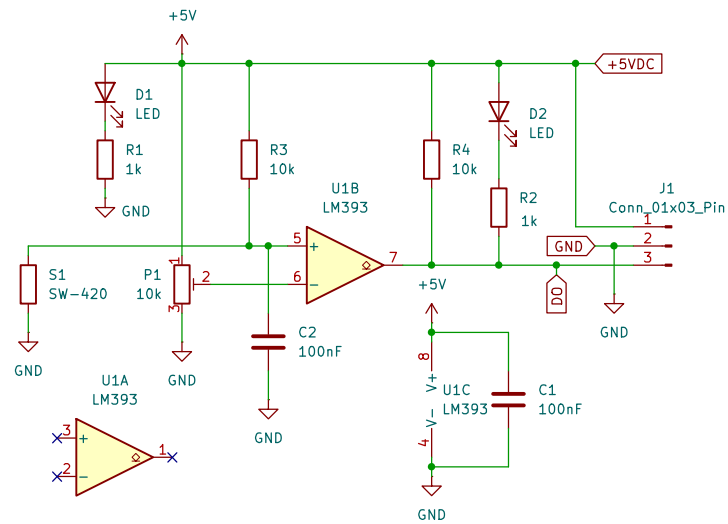 +5V
+5VDC
D1
LED
D2
LED
R1
1k
R3
10k
R4
10k
GND
U1B
LM393
R2
1k
J1
Conn_01x03_Pin
1
2
3
GND
5
+
6
−
7
S1
SW-420
P1
10k
1
2
3
DO
+5V
GND
GND
GND
C2
100nF
GND
8
V+
U1C
LM393
V-
4
C1
100nF
GND
U1A
LM393
3
+
2
−
1